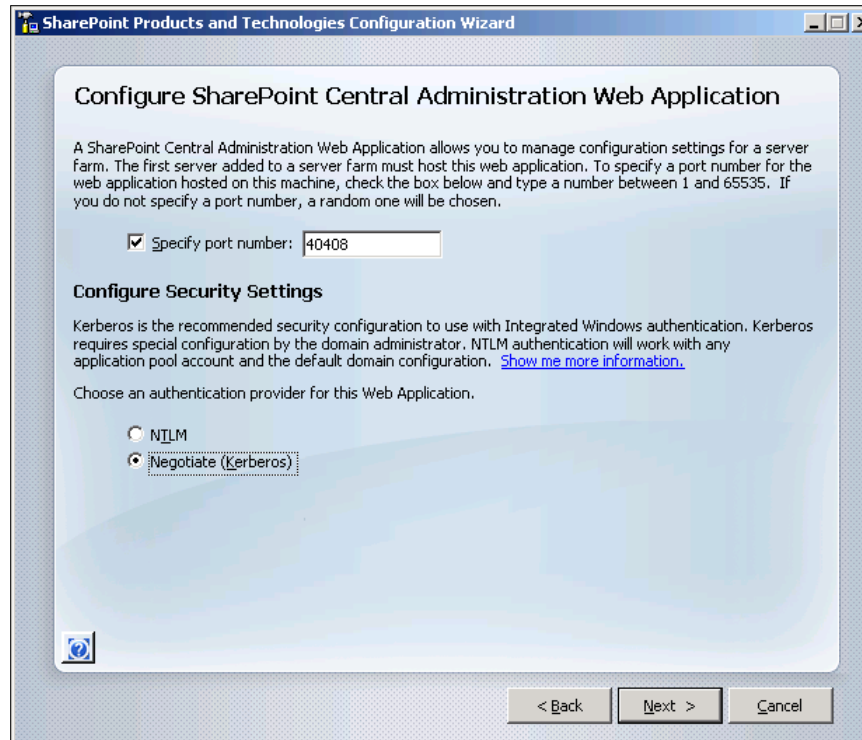 SharePoint Products and Technologies Configuration Wizard
Configure SharePoint Central Administration Web Application
A SharePoint Central Administration Web Application allows you to manage configuration settings for a server
farm. The first server added to a server farm must host this web application. To specify a port number for the
web application hosted on this machine, check the box below and type a number between 1 and 65535. If
you do not specify a port number, a random one will be chosen.
Specify port number: 40408
Configure Security Settings
Kerberos is the recommended security configuration to use with Integrated Windows authentication. Kerberos
requires special configuration by the domain administrator. NTLM authentication will work with any
application pool account and the default domain configuration. Show me more information.
Choose an authentication provider for this Web Application.
NTLM
Negotiate (Kerberos)
< Back Next > Cancel